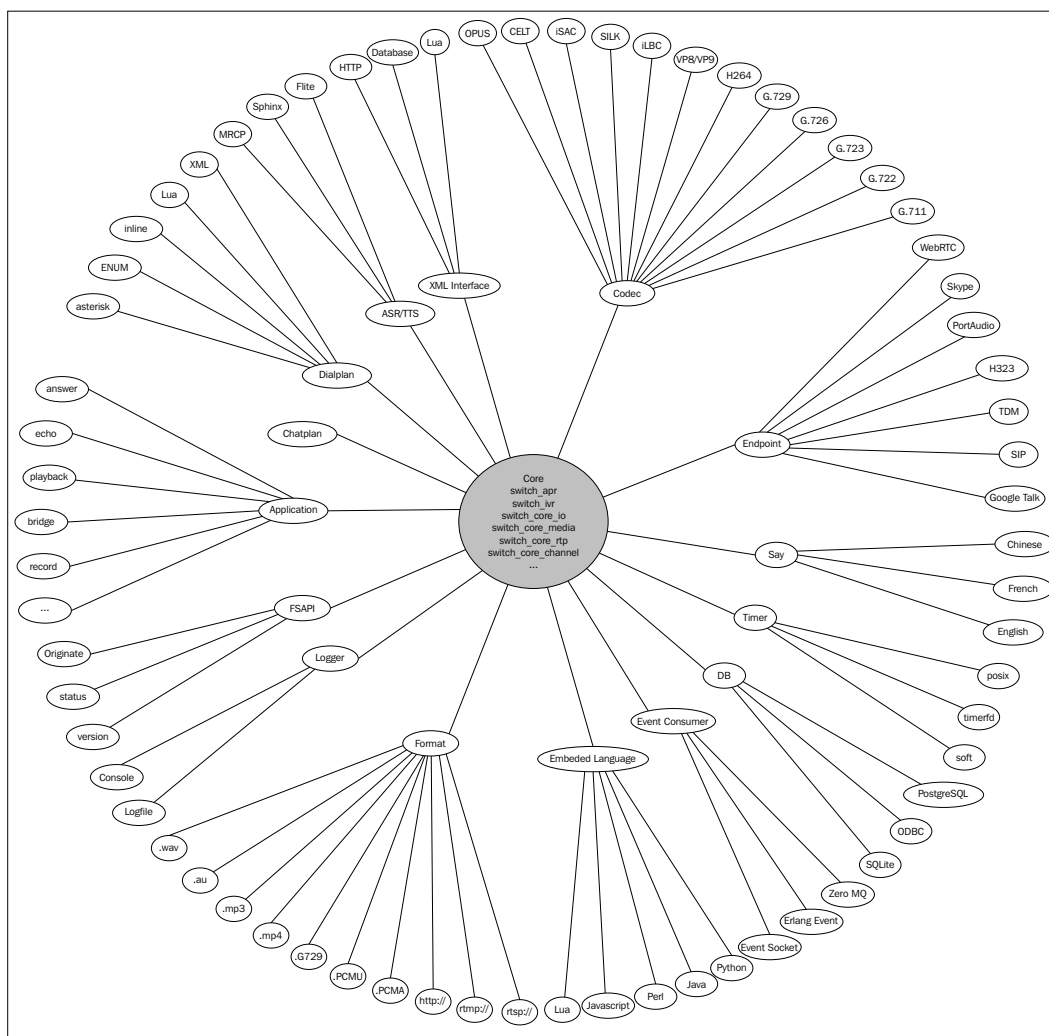 OPUS
CELT
iSAC
SILK
iLBC
VP8/VP9
H264
G.729
G.726
G.723
G.722
G.711
Codec
Lua
Database
HTTP
XML Interface
Flite
Sphinx
MRCP
ASR/TTS
XML
Lua
inline
ENUM
asterisk
Dialplan
Chatplan
answer
echo
playback
bridge
record
...
Application
Originate
status
version
FSAPI
Console
Logfile
Logger
Core
switch_apr
switch_ivr
switch_core_io
switch_core_media
switch_core_rtp
switch_core_channel
...
WebRTC
Skype
PortAudio
H323
TDM
SIP
Google Talk
Endpoint
Say
Chinese
French
English
Timer
posix
timerfd
soft
DB
PostgreSQL
ODBC
SQLite
Event Consumer
Zero MQ
Erlang Event
Event Socket
Embeded Language
Python
Java
Perl
Javascript
Lua
Format
.wav
.au
.mp3
.mp4
.G729
.PCMU
.PCMA
http://
rtmp://
rtsp://